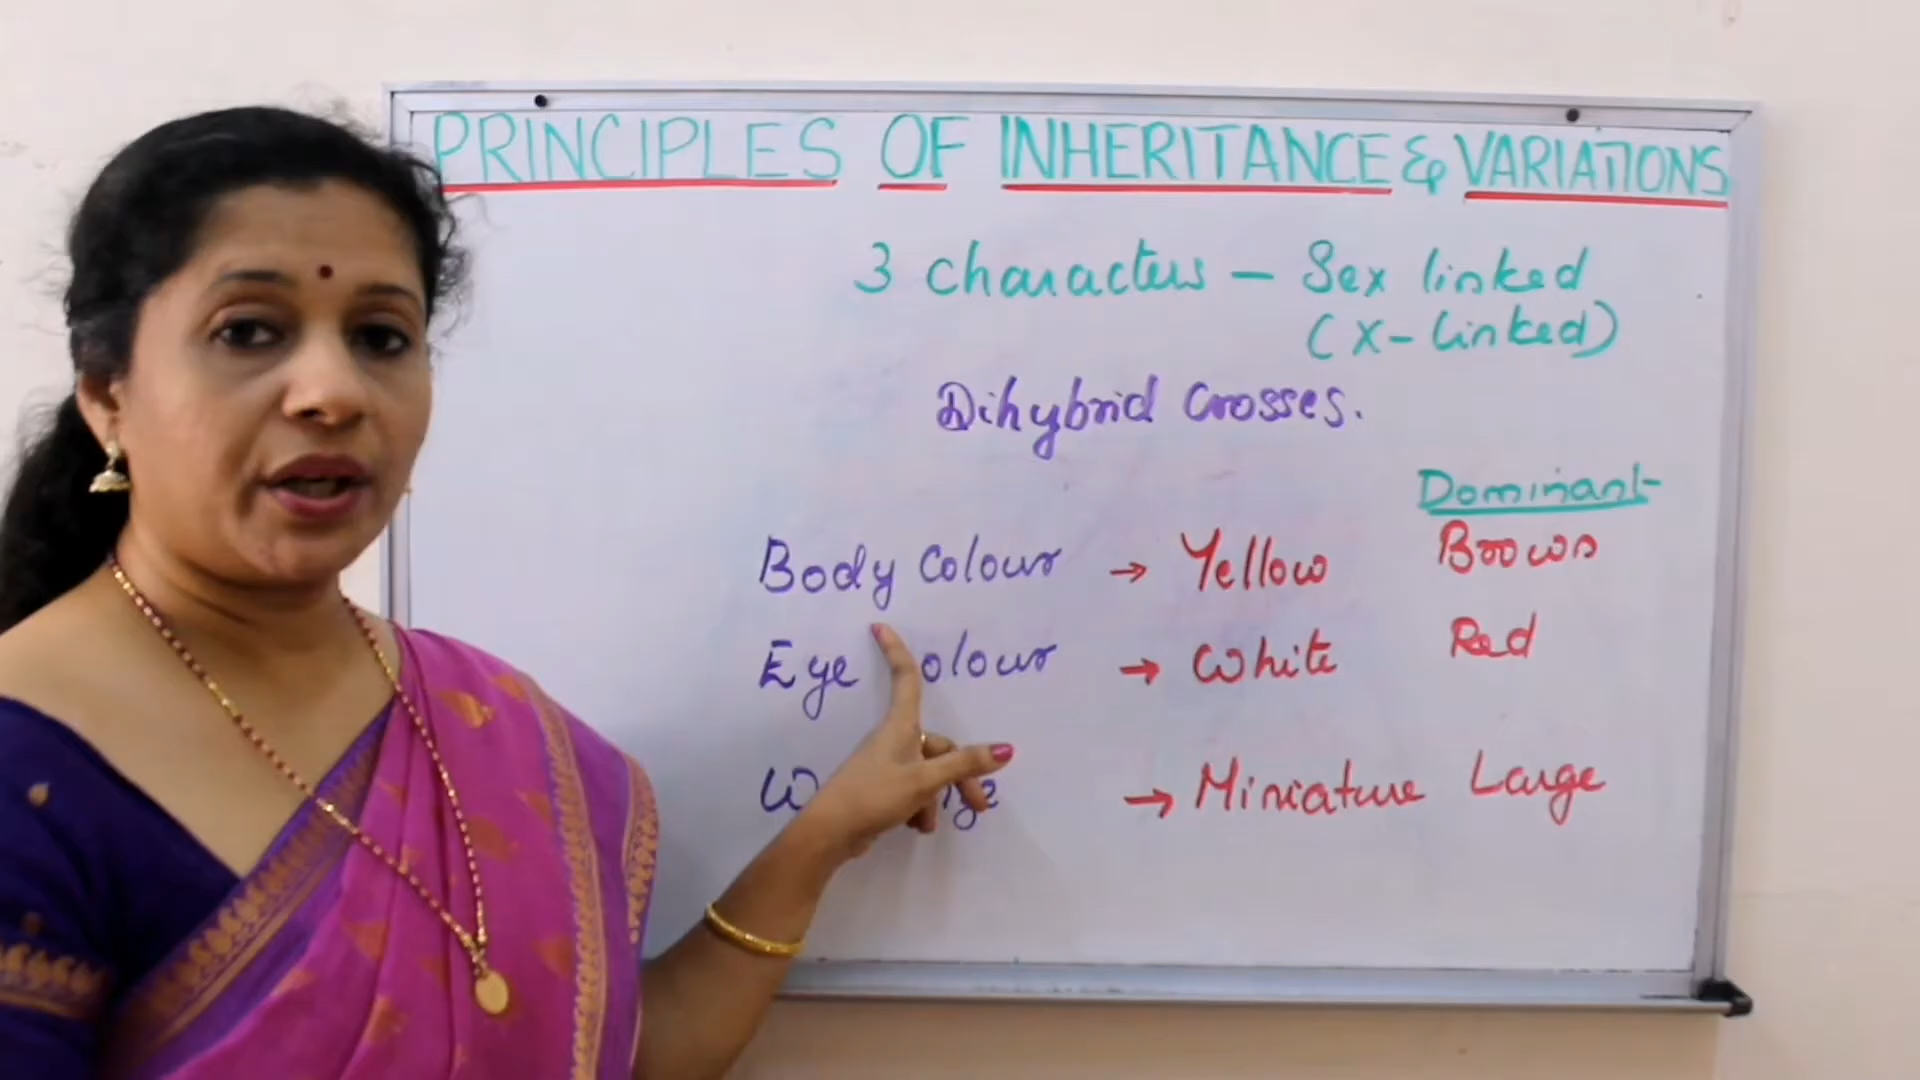 PRINCIPLES OF INHERITANCE & VARIATIONS
3 Characters - Sex linked
(X-linked)
Dihybrid Crosses.
Dominant
Body Colour → Yellow Brown
Eye olour → White Red
→ Miniature Large